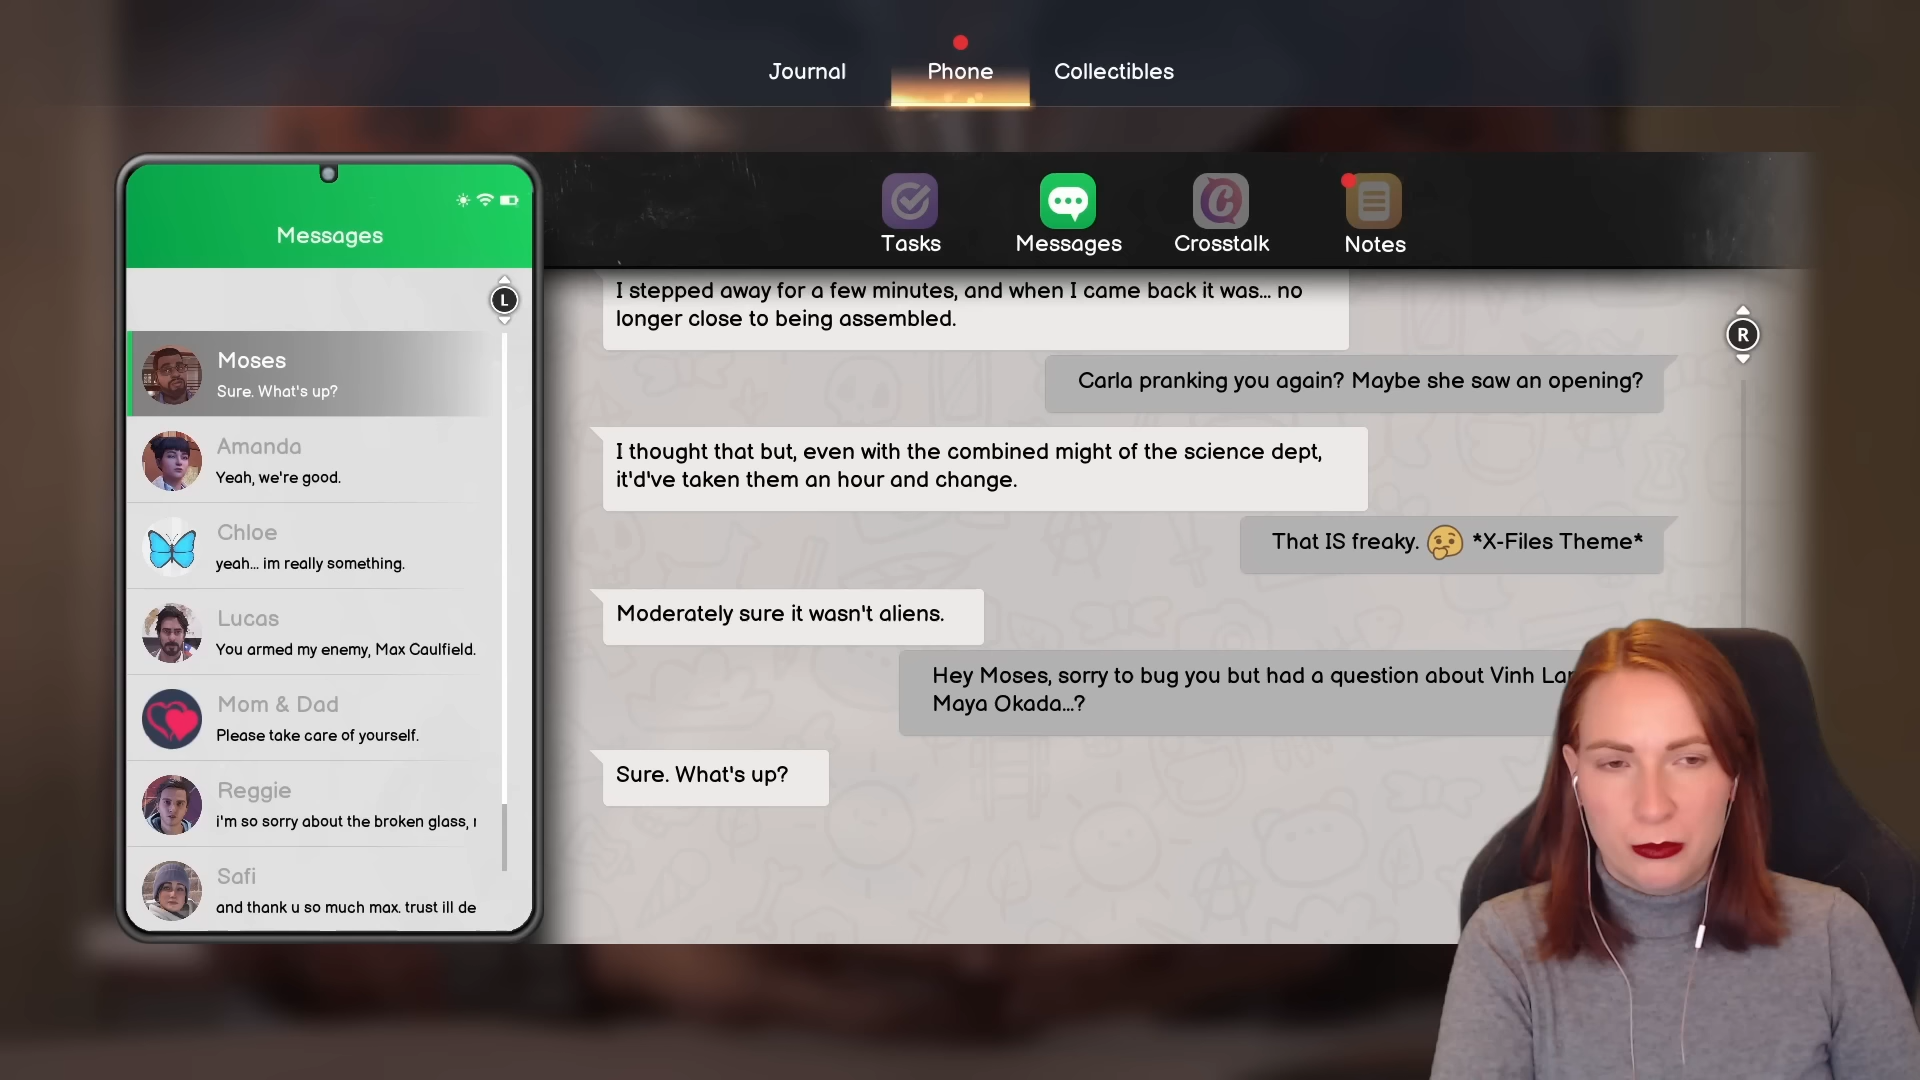 Journal
Phone
Collectibles
Messages
Tasks
Messages
Crosstalk
Notes
L
Moses
Sure. What's up?
Amanda
Yeah, we're good.
Chloe
yeah... im really something.
Lucas
You armed my enemy, Max Caulfield.
Mom & Dad
Please take care of yourself.
Reggie
i'm so sorry about the broken glass,
Safi
and thank u so much max. trust ill de
R
I stepped away for a few minutes, and when I came back it was... no
longer close to being assembled.
Carla pranking you again? Maybe she saw an opening?
I thought that but, even with the combined might of the science dept,
it'd've taken them an hour and change.
That IS freaky. *X-Files Theme*
Moderately sure it wasn't aliens.
Hey Moses, sorry to bug you but had a question about Vinh
Maya Okada...?
Sure. What's up?